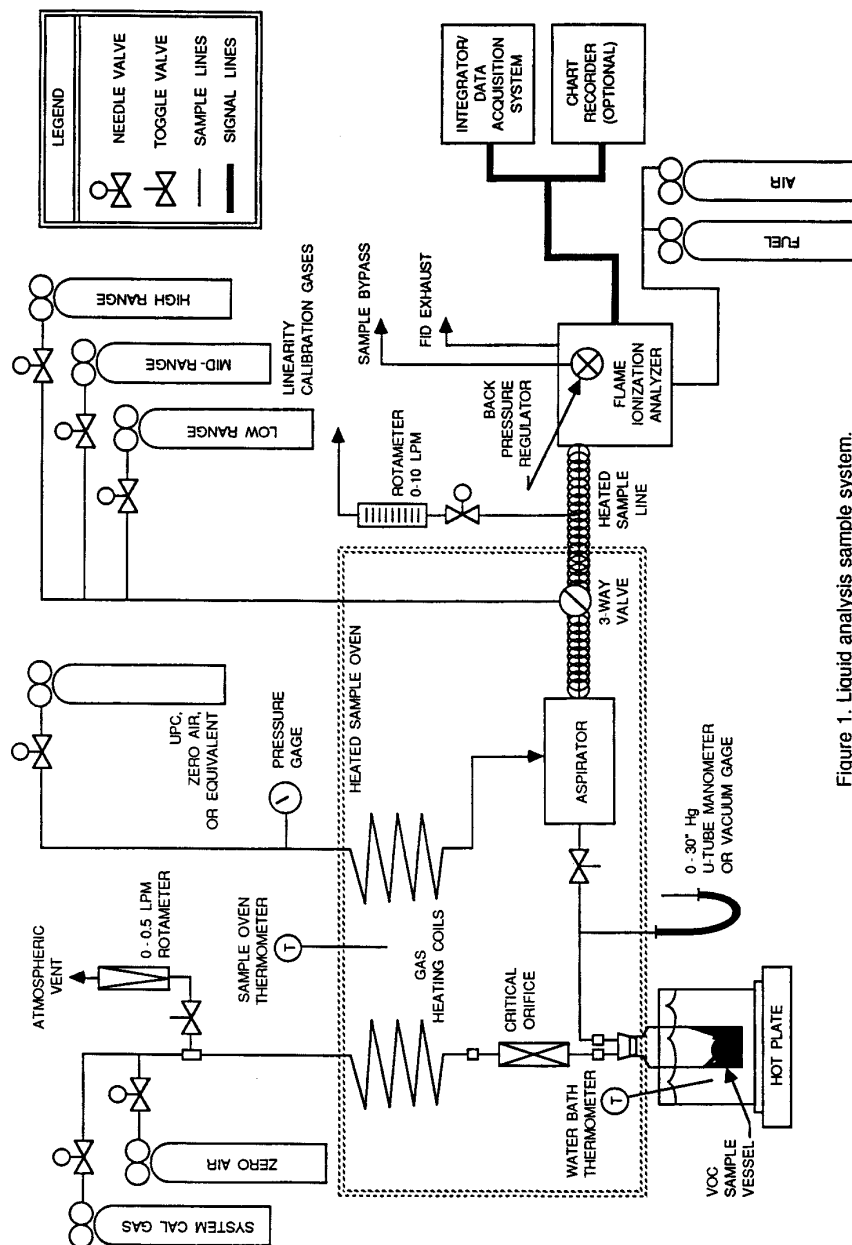 LEGEND
NEEDLE VALVE
TOGGLE VALVE
SAMPLE LINES
SIGNAL LINES
SYSTEM CAL GAS
ZERO AIR
ATMOSPHERIC
VENT
0 - 0.5 LPM
ROTAMETER
SAMPLE OVEN
THERMOMETER
T
GAS
HEATING COILS
CRITICAL
ORIFICE
WATER BATH
THERMOMETER
T
VOC
SAMPLE
VESSEL
HOT PLATE
UPC,
ZERO AIR,
OR EQUIVALENT
PRESSURE
GAGE
HEATED SAMPLE OVEN
ASPIRATOR
0 - 30" Hg
U-TUBE MANOMETER
OR VACUUM GAGE
HIGH RANGE
MID-RANGE
LOW RANGE
LINEARITY
CALIBRATION GASES
ROTAMETER
0-10 LPM
3-WAY
VALVE
HEATED
SAMPLE
LINE
BACK
PRESSURE
REGULATOR
SAMPLE BYPASS
FID EXHAUST
FLAME
IONIZATION
ANALYZER
INTEGRATOR/
DATA
ACQUISITION
SYSTEM
CHART
RECORDER
(OPTIONAL)
FUEL
AIR
Figure 1. Liquid analysis sample system.